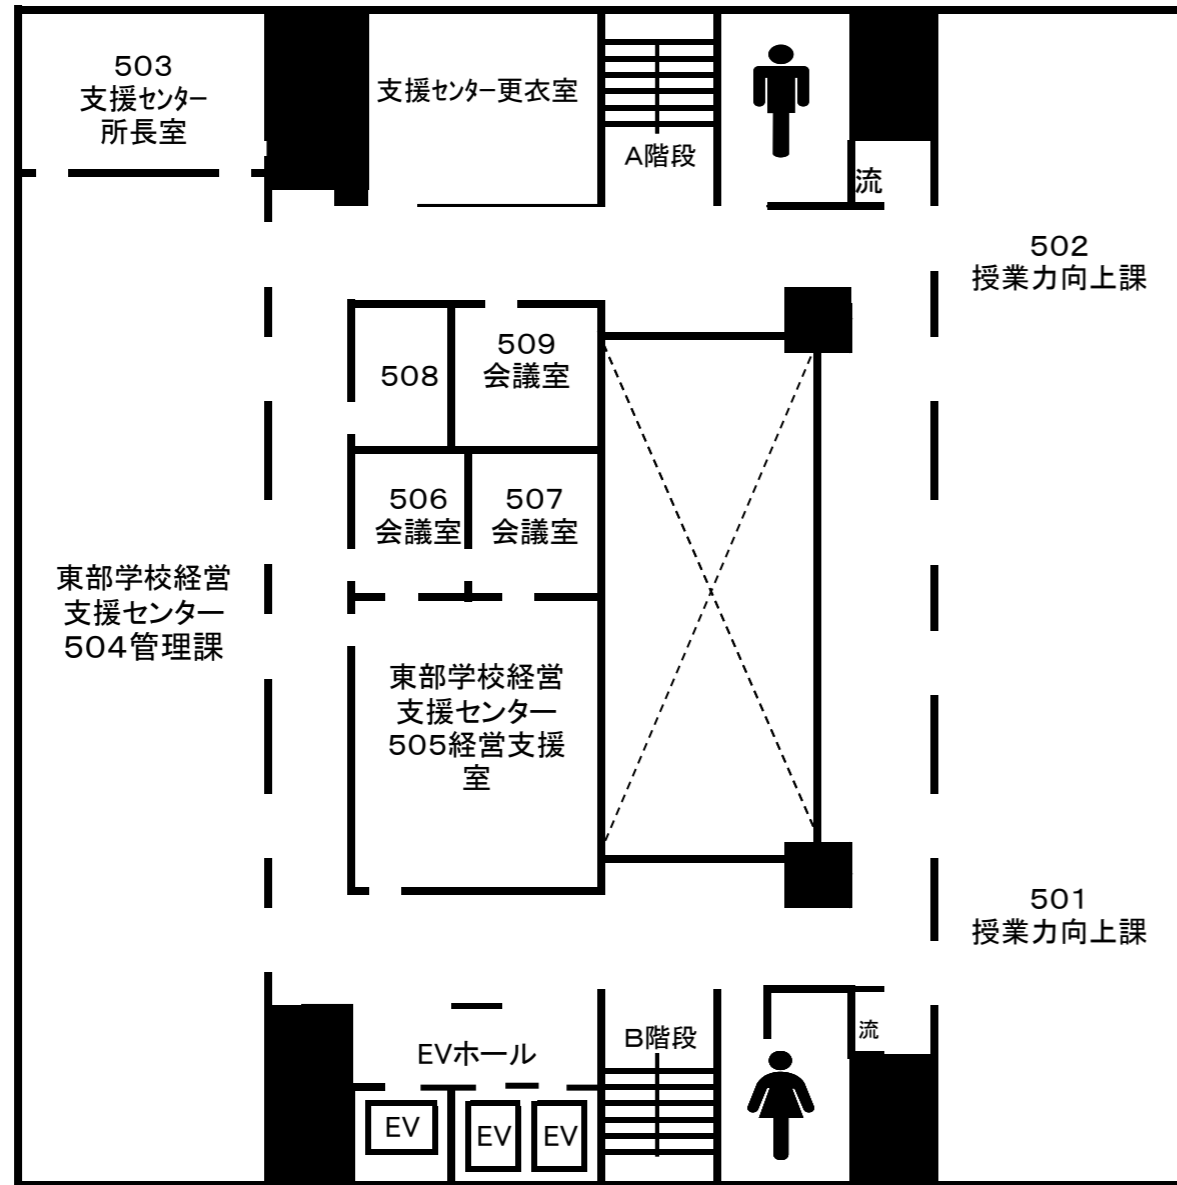 503
支援センター
所長室
支援センター更衣室
A階段
流
502
授業力向上課
509
会議室
508
506
会議室
507
会議室
東部学校経営
支援センター
504管理課
東部学校経営
支援センター
505経営支援
室
501
授業力向上課
EVホール
B階段
流
EV
EV
EV